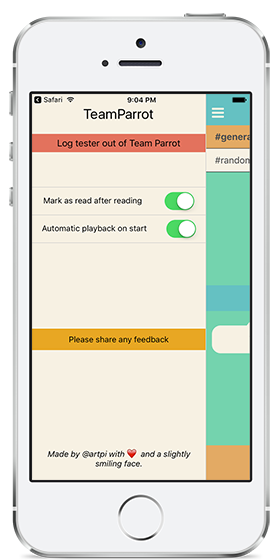 Safari 9:04 PM
TeamParrot
Log tester out of Team Parrot
#genera
#random
Mark as read after reading
Automatic playback on start
Please share any feedback
Made by @artpi with ❤️ and a slightly
smiling face.